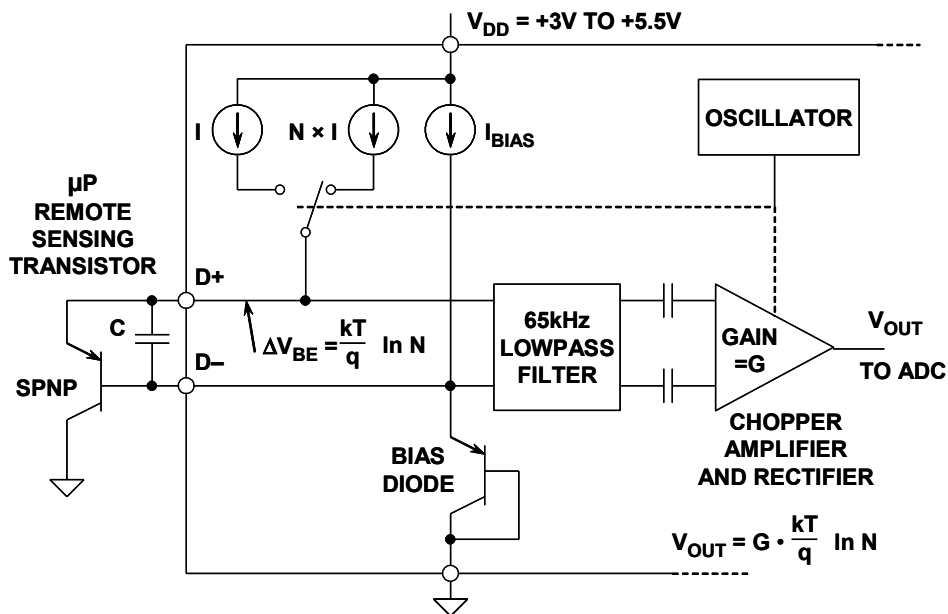 V_DD = +3V TO +5.5V
I
N × I
I_BIAS
OSCILLATOR
µP
REMOTE
SENSING
TRANSISTOR
D+
C
ΔV_BE = kT/q ln N
65kHz
LOWPASS
FILTER
GAIN
=G
V_OUT
TO ADC
D–
SPNP
CHOPPER
AMPLIFIER
AND RECTIFIER
BIAS
DIODE
V_OUT = G • kT/q ln N